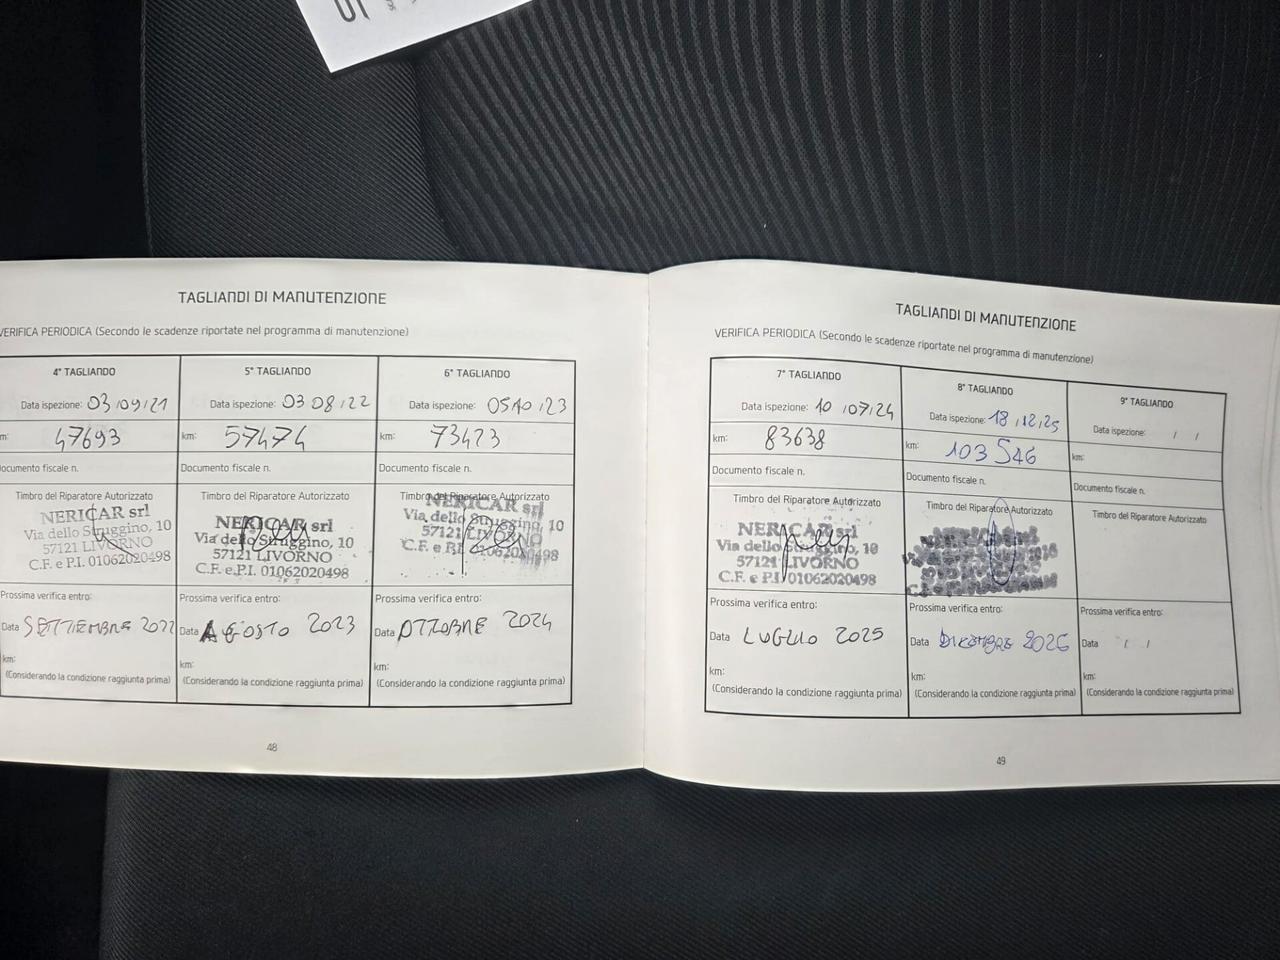 TAGLIANDI DI MANUTENZIONE
VERIFICA PERIODICA (Secondo le scadenze riportate nel programma di manutenzione)
4° TAGLIANDO
Data ispezione: 03/09/21
m: 47693
Documento fiscale n.
Timbro del Riparatore Autorizzato
NERICAR srl
Via dello Struggino, 10
57121 LIVORNO
C.F. e P.I. 01062020498
Prossima verifica entro:
Data SETTEMBRE 2022
km:
(Considerando la condizione raggiunta prima)
5° TAGLIANDO
Data ispezione: 03/08/22
km: 57474
Documento fiscale n.
Timbro del Riparatore Autorizzato
NERICAR srl
Via dello Struggino, 10
57121 LIVORNO
C.F. e P.I. 01062020498
Prossima verifica entro:
Data AGOSTO 2023
km:
(Considerando la condizione raggiunta prima)
6° TAGLIANDO
Data ispezione: 05/10/23
km: 73423
Documento fiscale n.
Timbro del Riparatore Autorizzato
NERICAR srl
Via dello Struggino, 10
57121 LIVORNO
C.F. e P.I. 01062020498
Prossima verifica entro:
Data OTTOBRE 2024
km:
(Considerando la condizione raggiunta prima)
48
TAGLIANDI DI MANUTENZIONE
VERIFICA PERIODICA (Secondo le scadenze riportate nel programma di manutenzione)
7° TAGLIANDO
Data ispezione: 10/07/24
km: 83638
Documento fiscale n.
Timbro del Riparatore Autorizzato
NERICAR srl
Via dello Struggino, 10
57121 LIVORNO
C.F. e P.I. 01062020498
Prossima verifica entro:
Data LUGLIO 2025
km:
(Considerando la condizione raggiunta prima)
8° TAGLIANDO
Data ispezione: 18/12/25
km: 103546
Documento fiscale n.
Timbro del Riparatore Autorizzato
Prossima verifica entro:
Data DICEMBRE 2026
km:
(Considerando la condizione raggiunta prima)
9° TAGLIANDO
Data ispezione: / /
km:
Documento fiscale n.
Timbro del Riparatore Autorizzato
Prossima verifica entro:
Data / /
km:
(Considerando la condizione raggiunta prima)
49